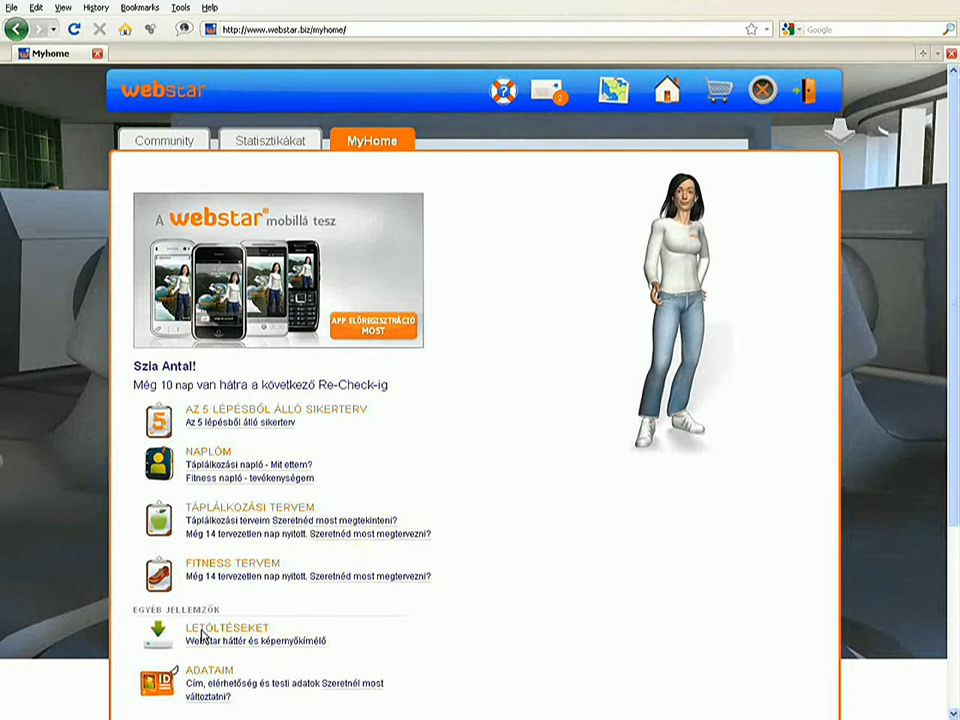 File Edit View History Bookmarks Tools Help
http://www.webstar.biz/myhome/
Google
Myhome
webstar
2
Community Statisztikákat MyHome
A webstar® mobillá tesz
APP ELŐREGISZTRÁCIÓ
MOST
Szia Antal!
Még 10 nap van hátra a következő Re-Check-ig
5
AZ 5 LÉPÉSBŐL ÁLLÓ SIKERTERV
Az 5 lépésből álló sikerterv
NAPLÓM
Táplálkozási napló - Mit ettem?
Fitness napló - tevékenységem
TÁPLÁLKOZÁSI TERVEM
Táplálkozási terveim Szeretnéd most megtekinteni?
Még 14 tervezetlen nap nyitott. Szeretnéd most megtervezni?
FITNESS TERVEM
Még 14 tervezetlen nap nyitott. Szeretnéd most megtervezni?
EGYÉB JELLEMZŐK
LETÖLTÉSEKET
Webstar háttér és képernyőkímélő
ID
ADATAIM
Cím, elérhetőség és testi adatok Szeretnél most
változtatni?